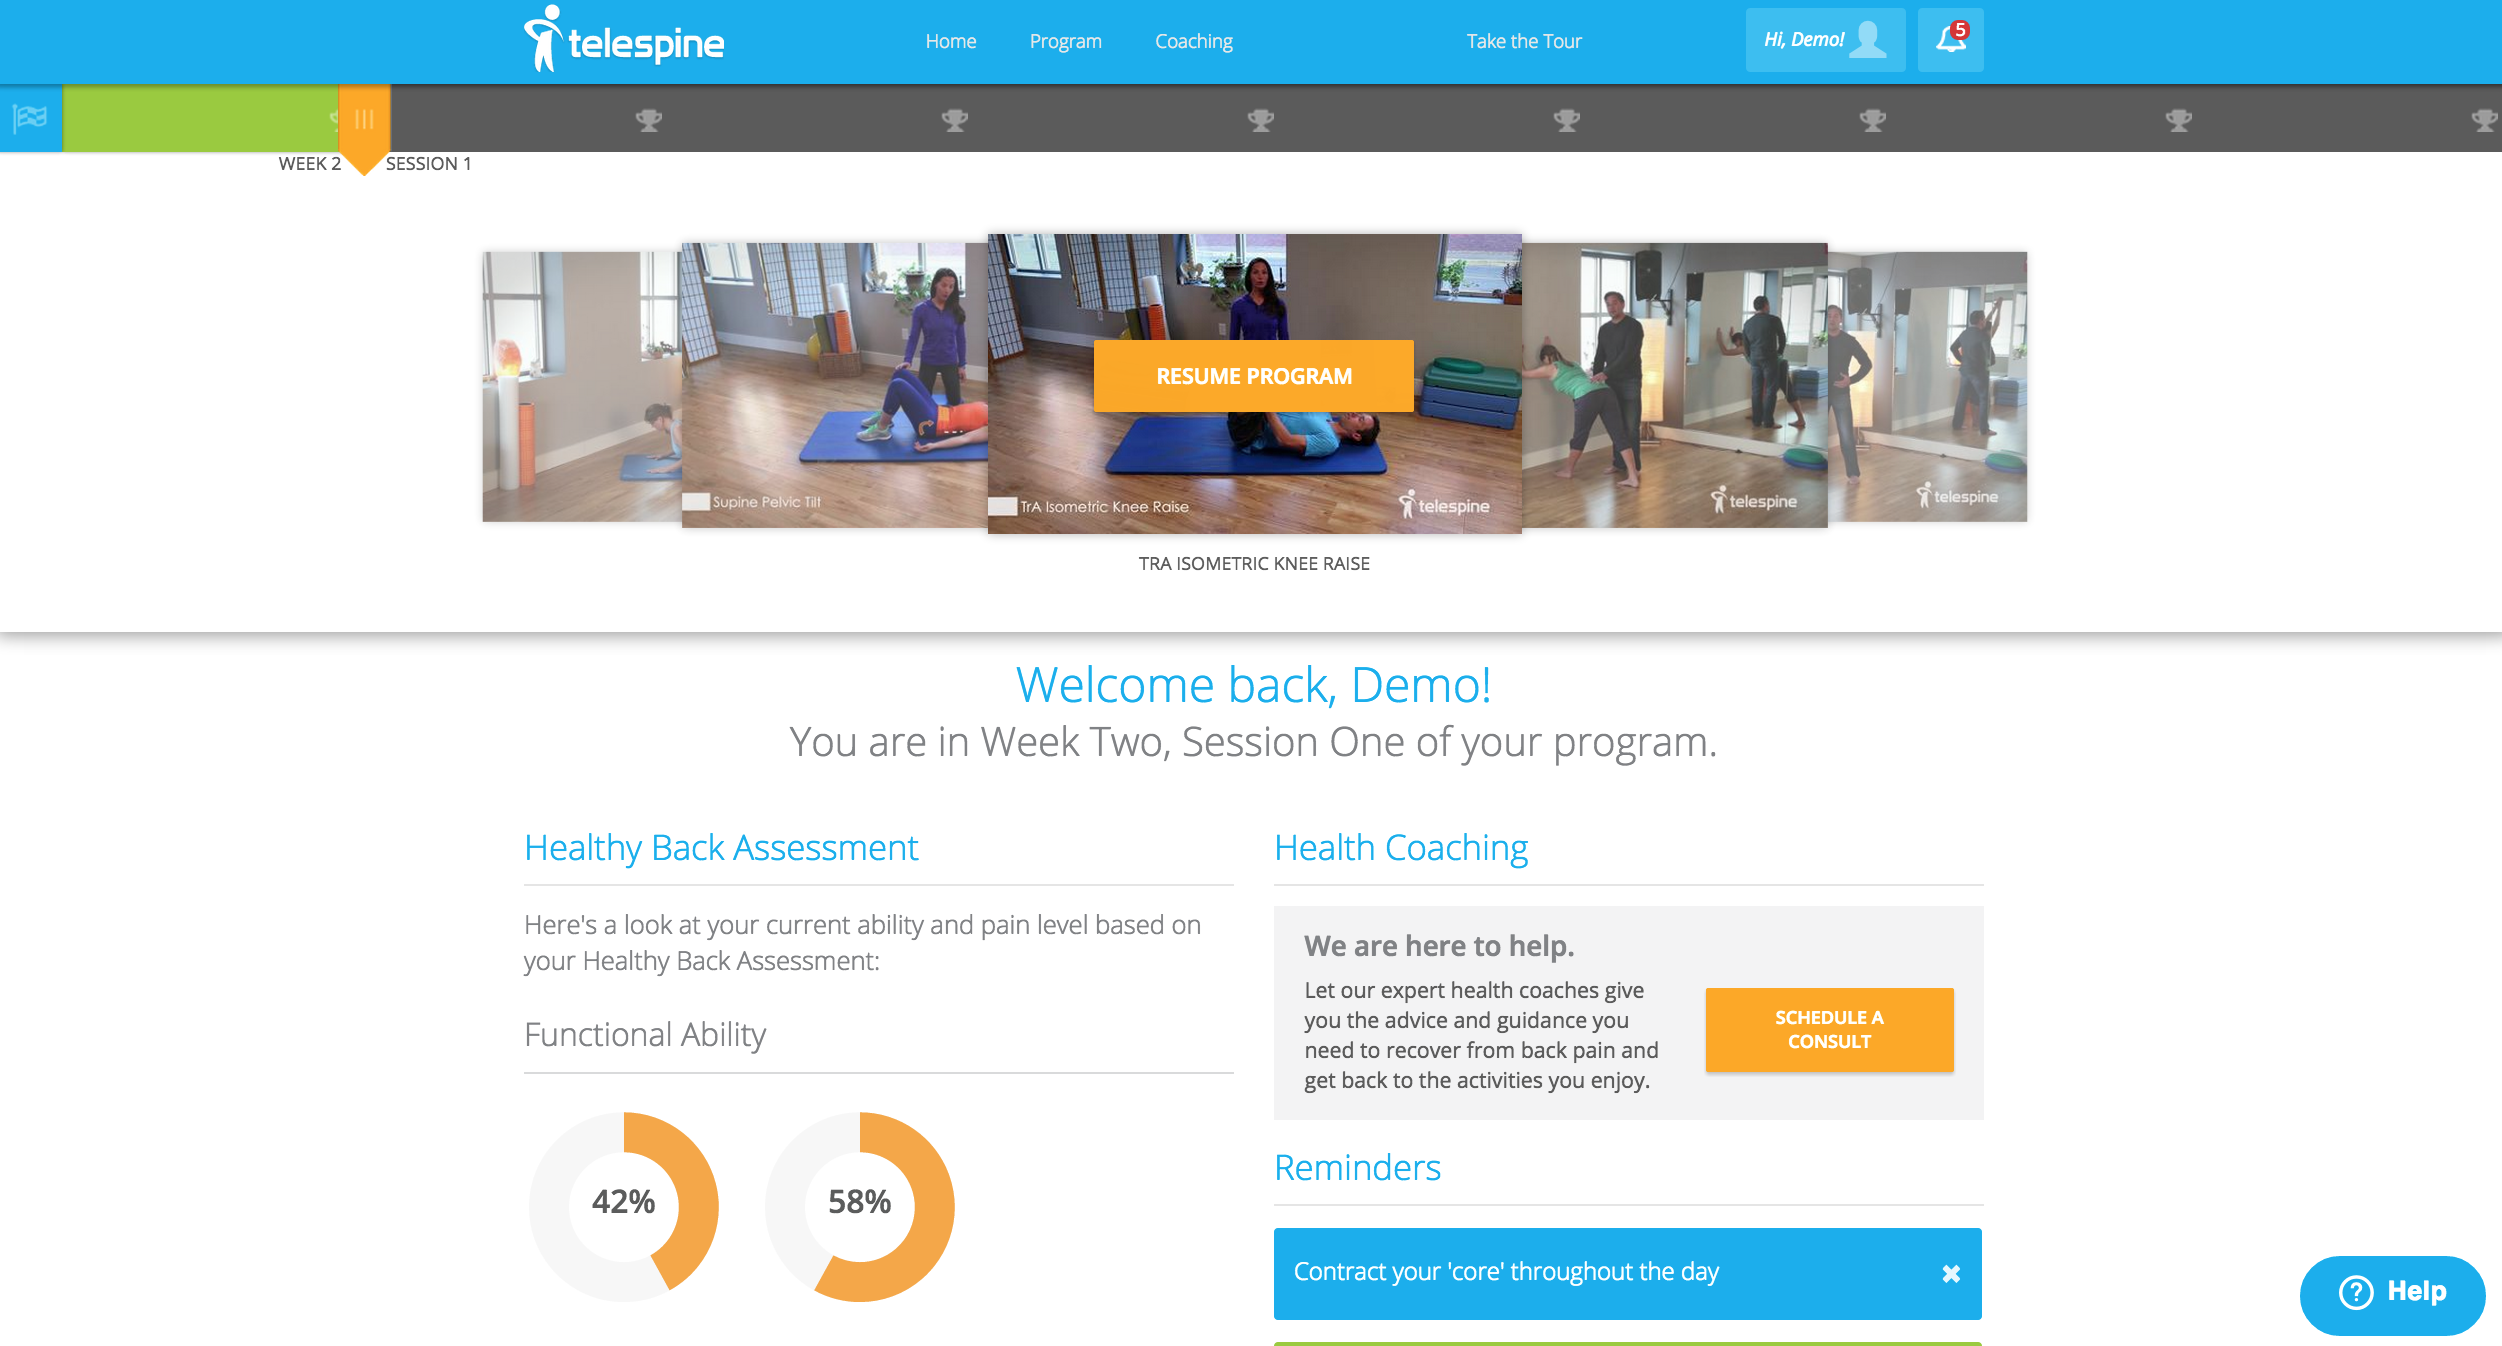 telespine
Home
Program
Coaching
Take the Tour
Hi, Demo!
5
WEEK 2
SESSION 1
Supine Pelvic Tilt
RESUME PROGRAM
TrA Isometric Knee Raise
telespine
telespine
telespine
TRA ISOMETRIC KNEE RAISE
Welcome back, Demo!
You are in Week Two, Session One of your program.
Healthy Back Assessment
Here's a look at your current ability and pain level based on
your Healthy Back Assessment:
Functional Ability
42%
58%
Health Coaching
We are here to help.
Let our expert health coaches give
you the advice and guidance you
need to recover from back pain and
get back to the activities you enjoy.
SCHEDULE A
CONSULT
Reminders
Contract your 'core' throughout the day
Help